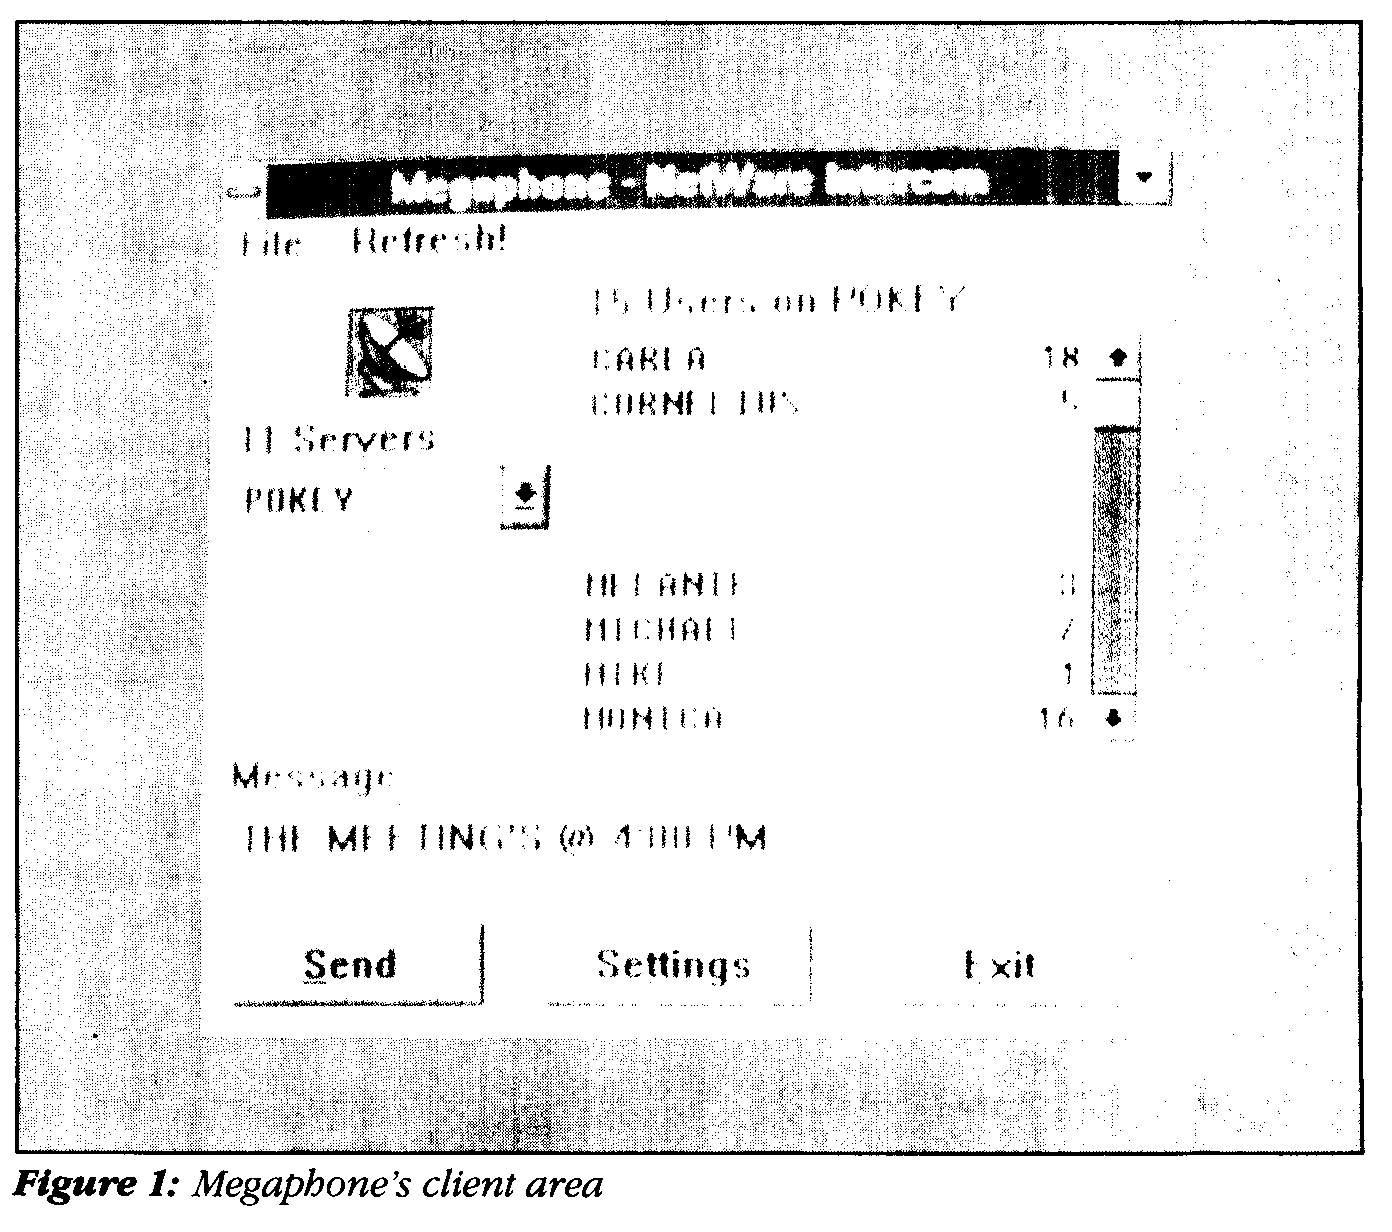 Megaphone - NetWare Intercom
File Refresh!
15 Users on POKEY
CARLA 18
CORNELIUS 5
11 Servers
POKEY
MELANIE 3
MICHAEL 7
MIKE 1
MONICA 16
Message
THE MEETING'S @ 4:00 PM
Send Settings Exit
Figure 1: Megaphone's client area